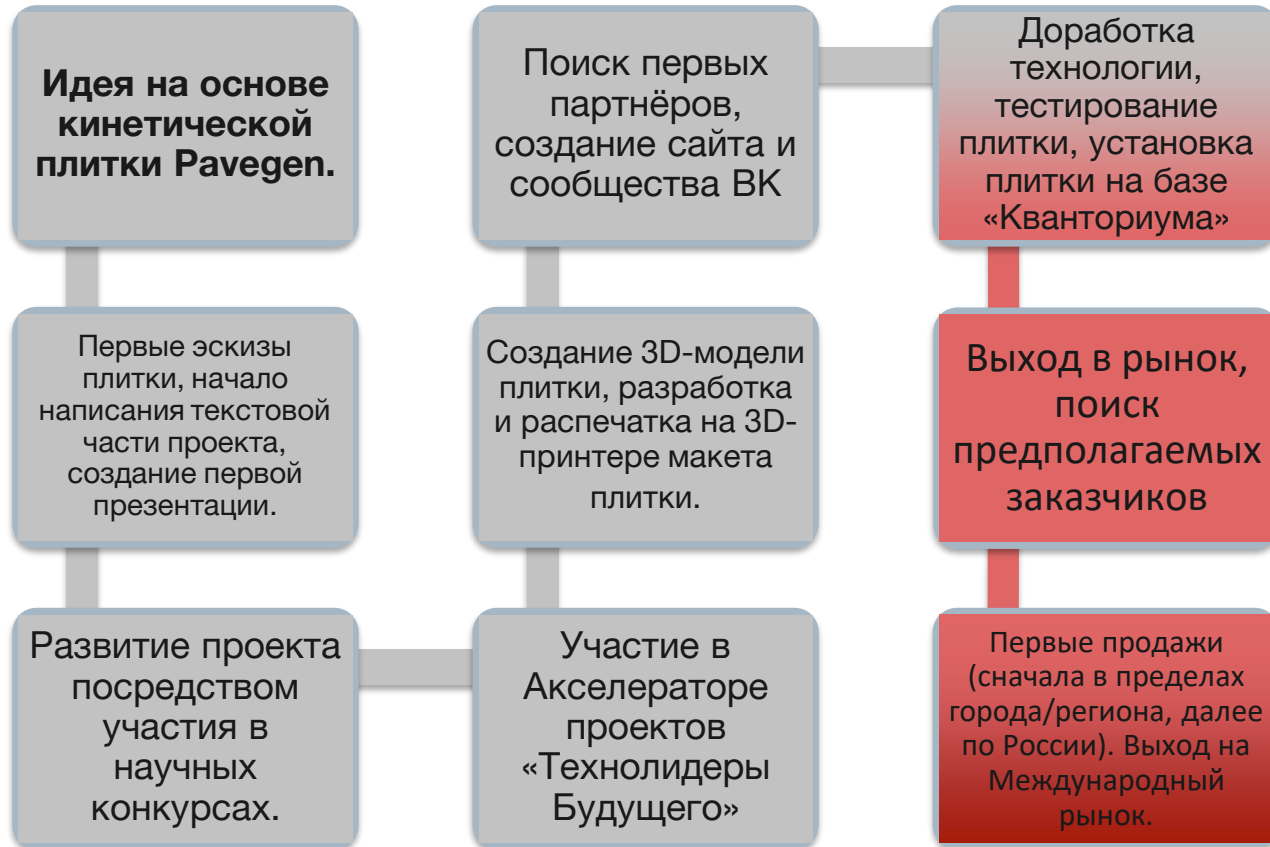 Идея на основе
кинетической
плитки Pavegen.
Первые эскизы
плитки, начало
написания текстовой
части проекта,
создание первой
презентации.
Развитие проекта
посредством
участия в
научных
конкурсах.
Участие в
Акселераторе
проектов
«Технолидеры
Будущего»
Создание 3D-модели
плитки, разработка
и распечатка на 3D-
принтере макета
плитки.
Поиск первых
партнёров,
создание сайта и
сообщества ВК
Доработка
технологии,
тестирование
плитки, установка
плитки на базе
«Кванториума»
Выход в рынок,
поиск
предполагаемых
заказчиков
Первые продажи
(сначала в пределах
города/региона, далее
по России). Выход на
Международный
рынок.